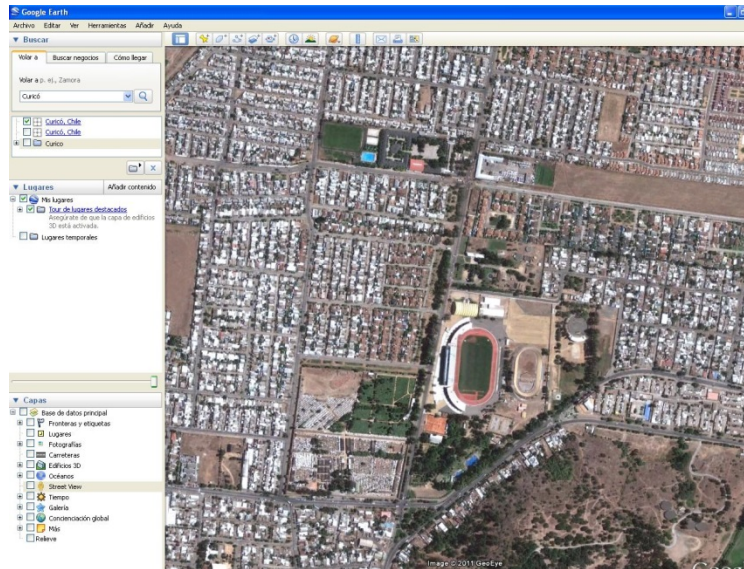 Google Earth
Archivo Editar Ver Herramientas Añadir Ayuda
Buscar
Volar a Buscar negocios Cómo llegar
Volar a p. ej., Zamora
Curicó
Curicó, Chile
Curicó, Chile
Curico
Lugares Añadir contenido
Mis lugares
Tour de lugares destacados
Asegúrate de que la capa de edificios
3D está activada.
Lugares temporales
Capas
Base de datos principal
Fronteras y etiquetas
Lugares
Fotografías
Carreteras
Edificios 3D
Océanos
Street View
Tiempo
Galería
Concienciación global
Más
Relieve
Image © 2011 GeoEye